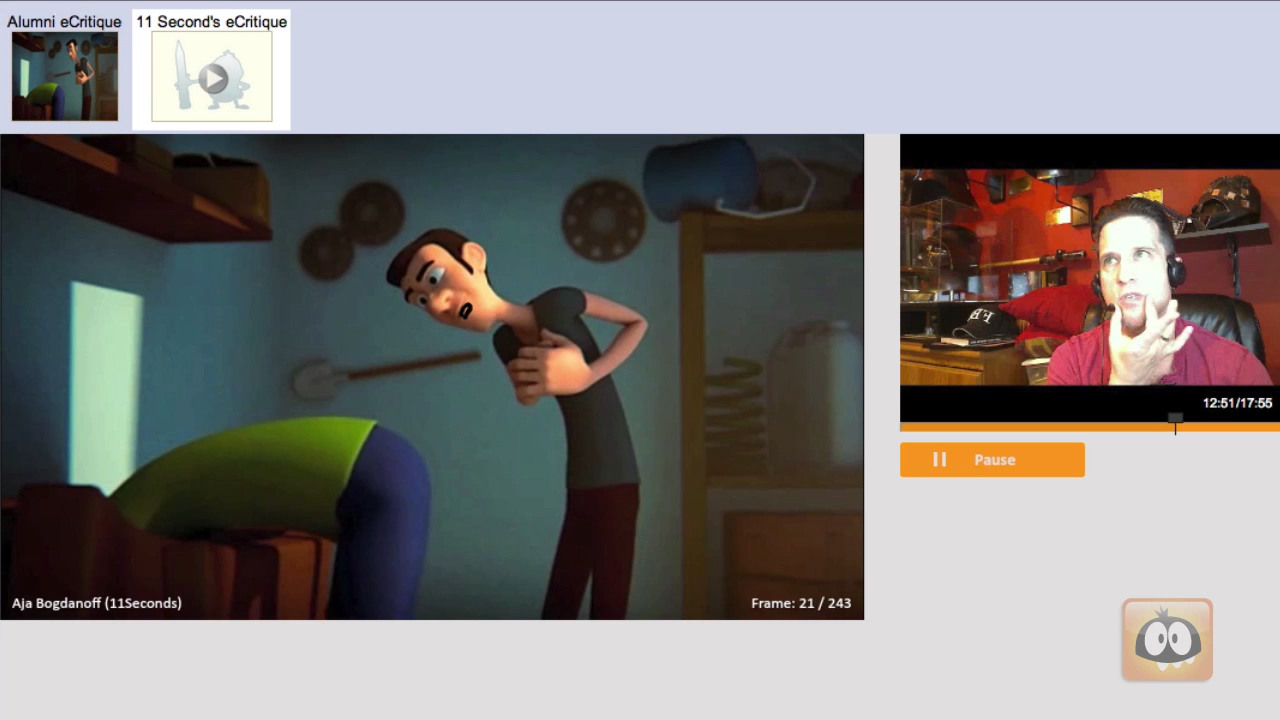 Alumni eCritique
11 Second's eCritique
12:51/17:55
Pause
Aja Bogdanoff (11Seconds)
Frame: 21 / 243